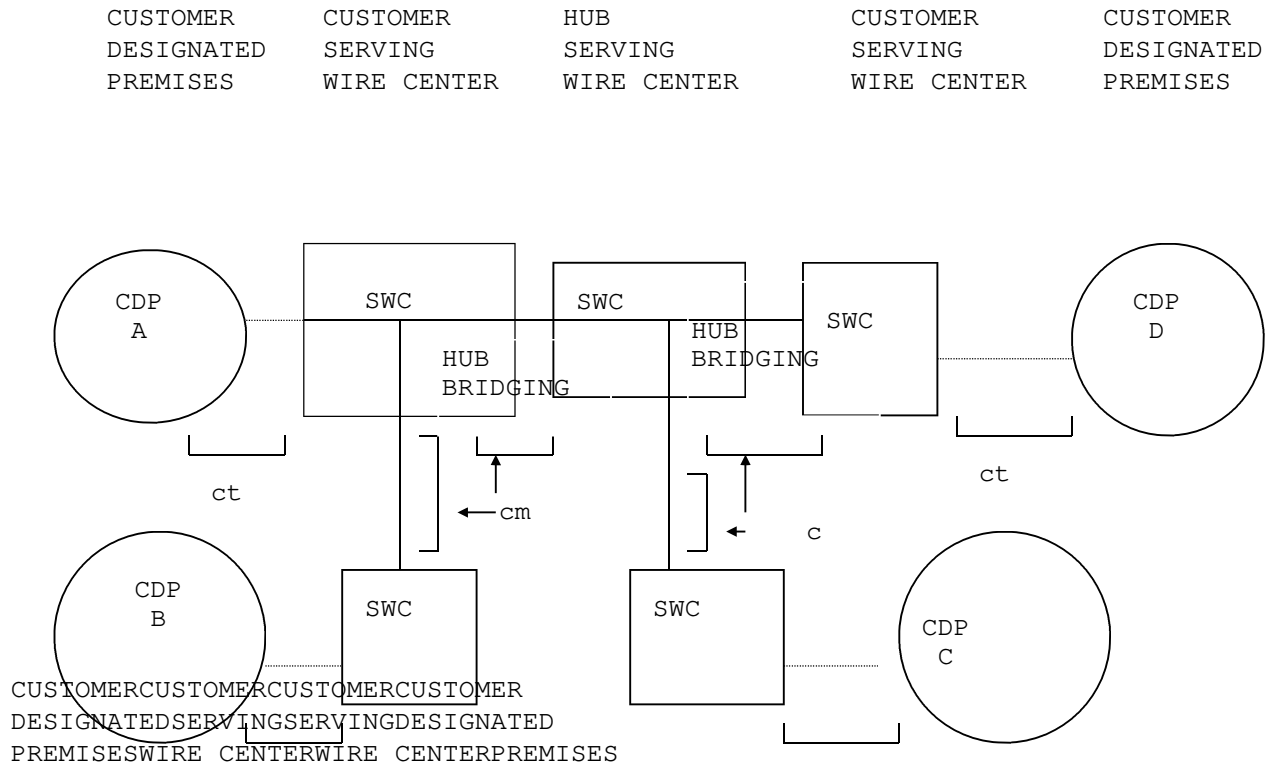 CUSTOMER CUSTOMER HUB CUSTOMER CUSTOMER
DESIGNATED SERVING SERVING SERVING DESIGNATED
PREMISES WIRE CENTER WIRE CENTER WIRE CENTER PREMISES
CDP
A
SWC
HUB
BRIDGING
SWC
HUB
BRIDGING
SWC
CDP
D
ct
cm
c
ct
CDP
B
SWC
SWC
CDP
C
CUSTOMERCUSTOMERCUSTOMERCUSTOMER
DESIGNATEDSERVINGSERVINGDESIGNATED
PREMISESWIRE CENTERWIRE CENTERPREMISES